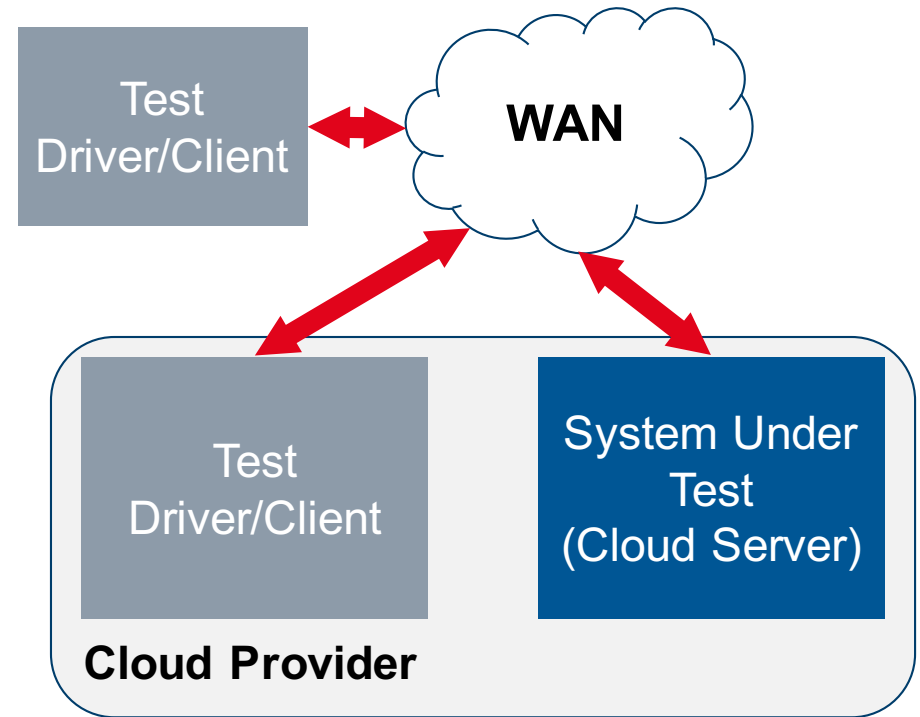 Test
Driver/Client
WAN
Test
Driver/Client
System Under
Test
(Cloud Server)
Cloud Provider